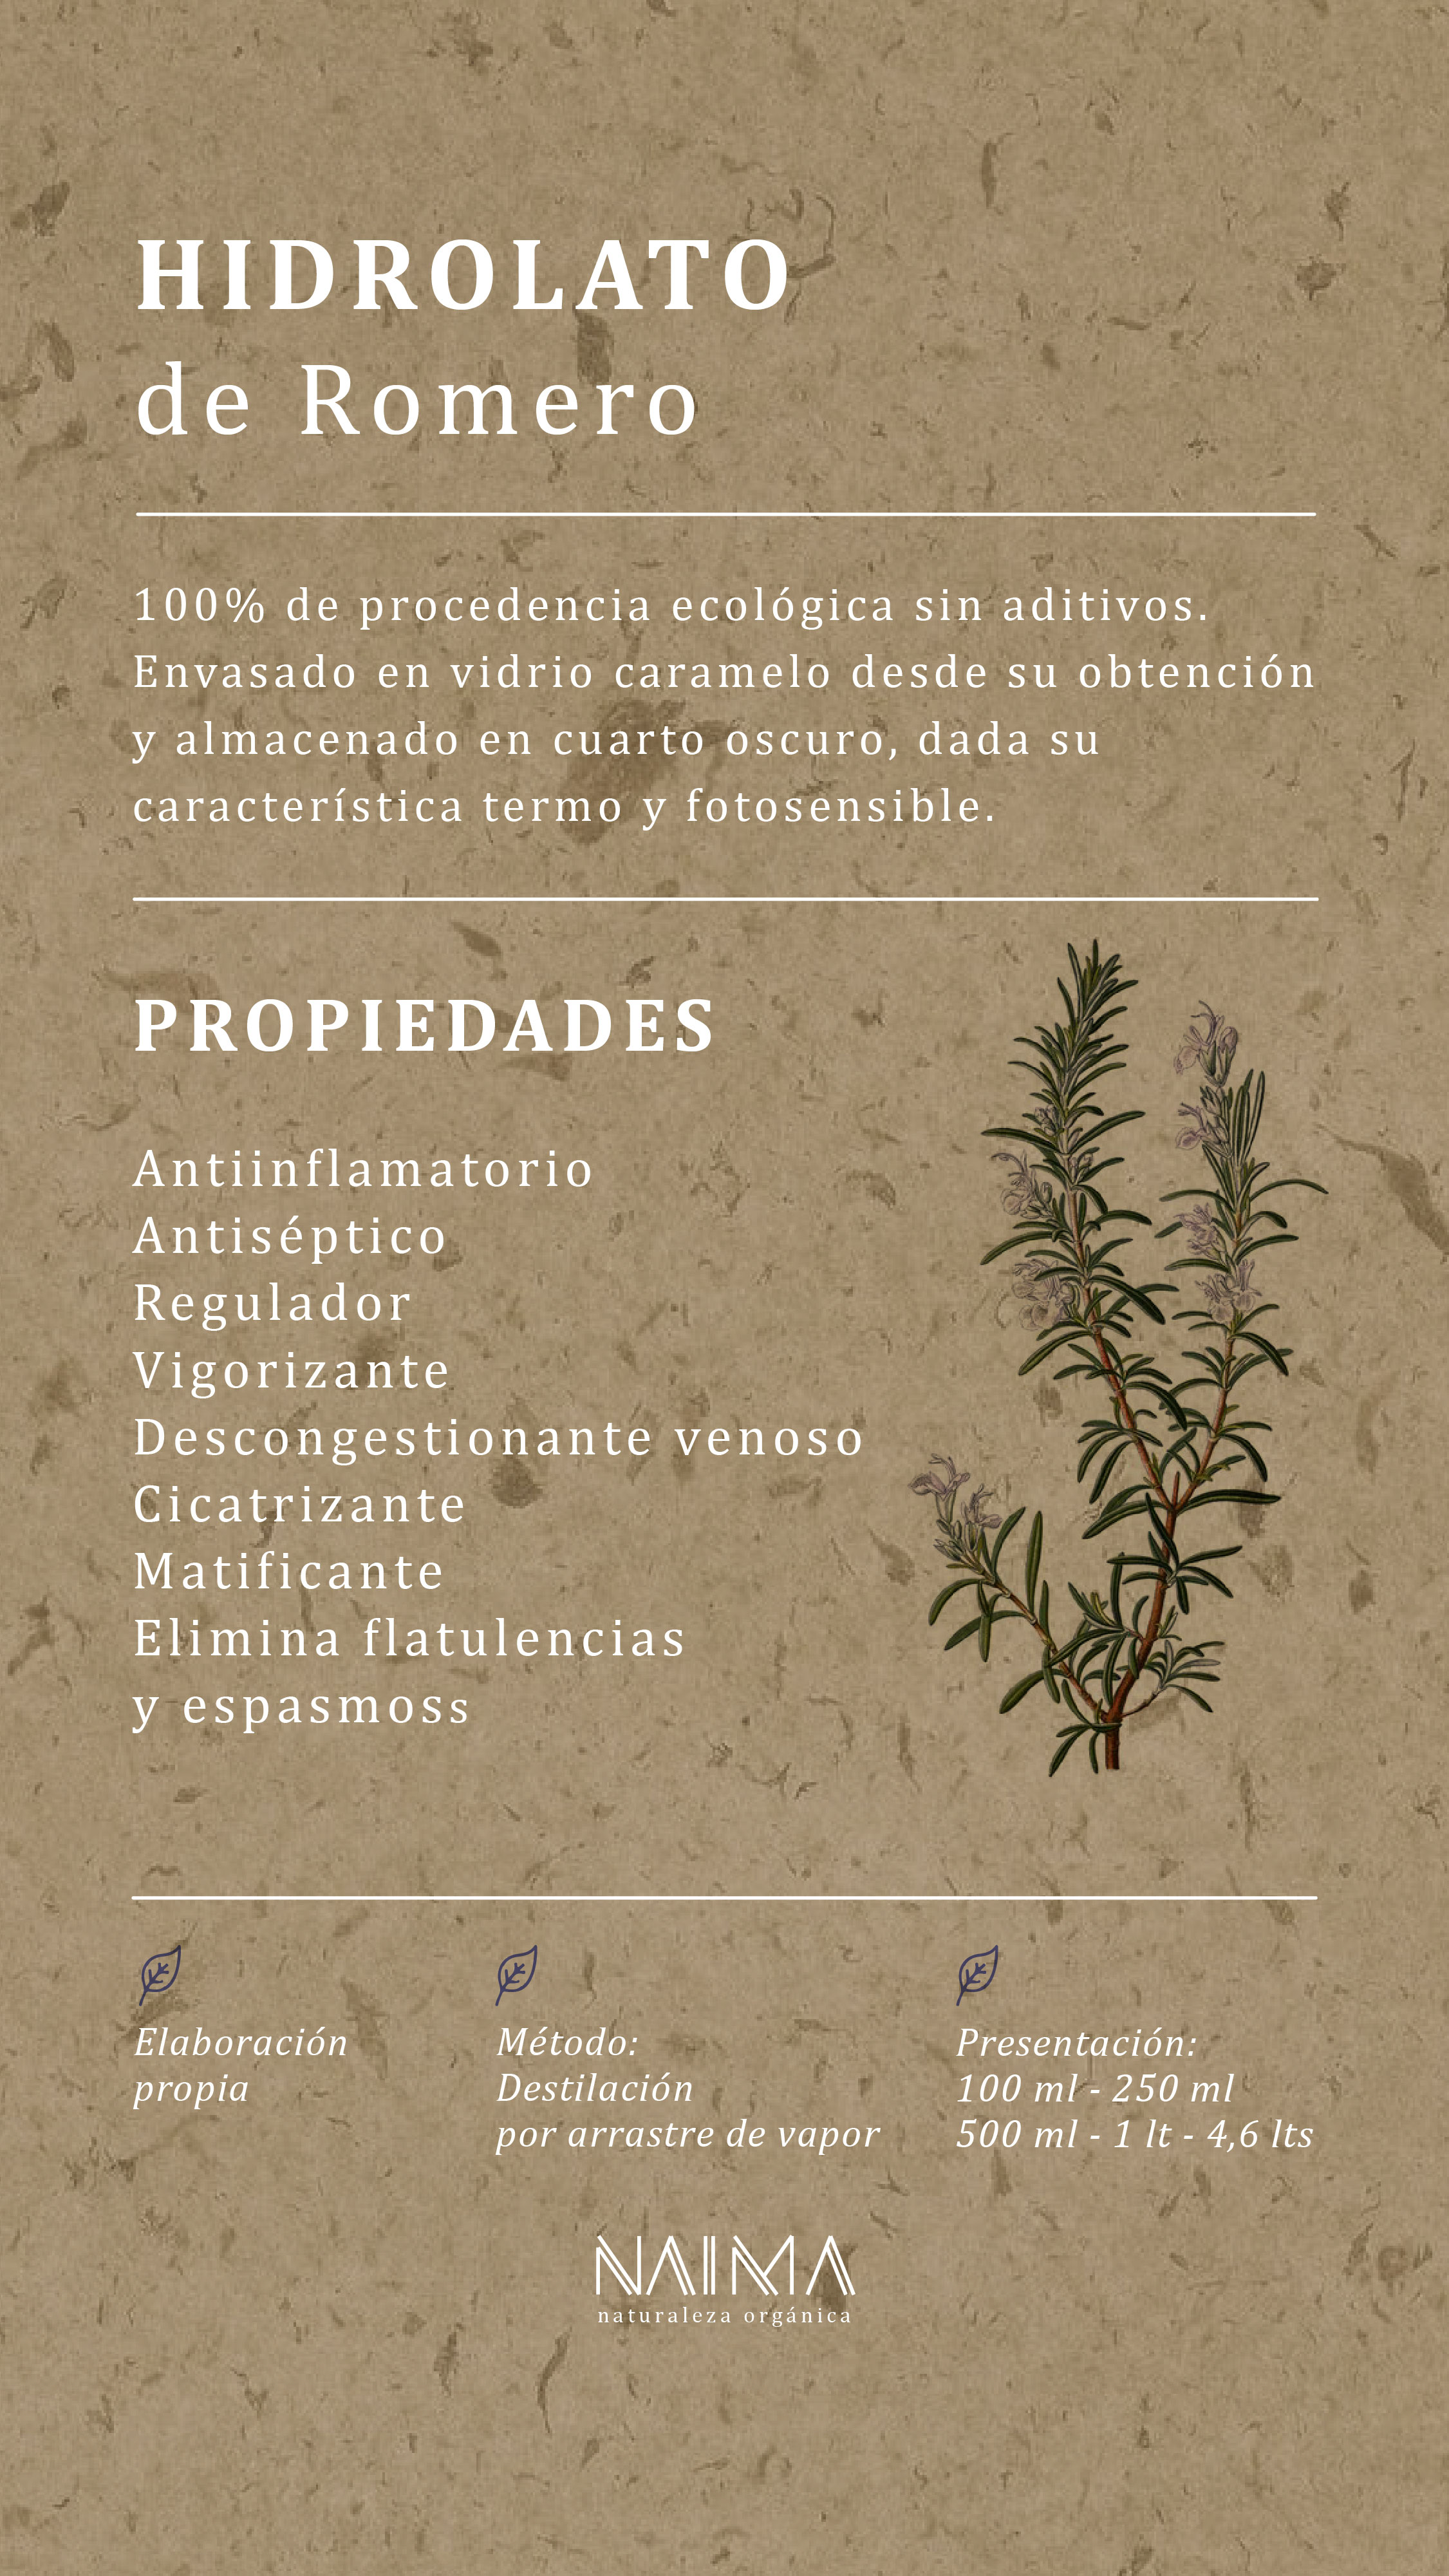 HIDROLATO
de Romero
100% de procedencia ecológica sin aditivos.
Envasado en vidrio caramelo desde su obtención
y almacenado en cuarto oscuro, dada su
característica termo y fotosensible.
PROPIEDADES
Antiinflamatorio
Antiséptico
Regulador
Vigorizante
Descongestionante venoso
Cicatrizante
Matificante
Elimina flatulencias
y espasmoss
Elaboración
propia
Método:
Destilación
por arrastre de vapor
Presentación:
100 ml - 250 ml
500 ml - 1 lt - 4,6 lts
NAIMA
naturaleza orgánica